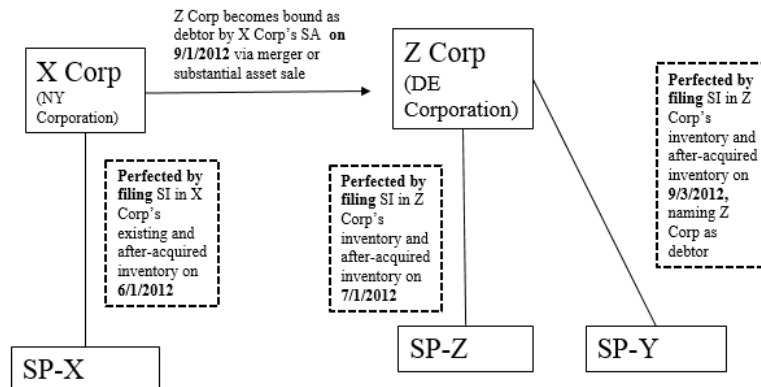 Z Corp becomes bound as
debtor by X Corp's SA on
9/1/2012 via merger or
substantial asset sale
X Corp
(NY
Corporation)
Z Corp
(DE
Corporation)
Perfected by
filing SI in Z
Corp's
inventory and
after-acquired
inventory on
9/3/2012,
naming Z
Corp as
debtor
Perfected by
filing SI in X
Corp's
existing and
after-acquired
inventory on
6/1/2012
Perfected by
filing SI in Z
Corp's
inventory and
after-acquired
inventory on
7/1/2012
SP-X
SP-Z
SP-Y